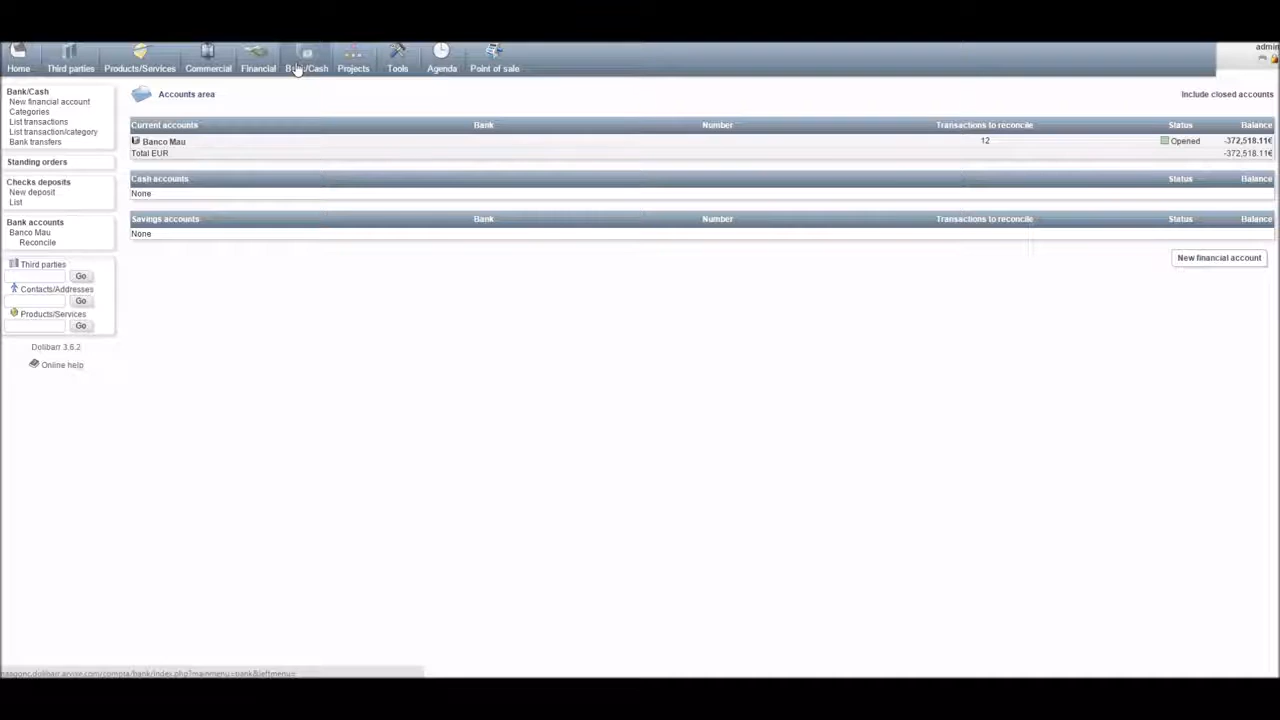 admin
Home Third parties Products/Services Commercial Financial Bank/Cash Projects Tools Agenda Point of sale
Bank/Cash
New financial account
Categories
List transactions
List transaction/category
Bank transfers
Standing orders
Checks deposits
New deposit
List
Bank accounts
Banco Mau
Reconcile
Third parties
Go
Contacts/Addresses
Go
Products/Services
Go
Dolibarr 3.6.2
Online help
Accounts area
Include closed accounts
Current accounts Bank Number Transactions to reconcile Status Balance
Banco Mau 12 Opened -372,518.11€
Total EUR -372,518.11€
Cash accounts Status Balance
None
Savings accounts Bank Number Transactions to reconcile Status Balance
None
New financial account